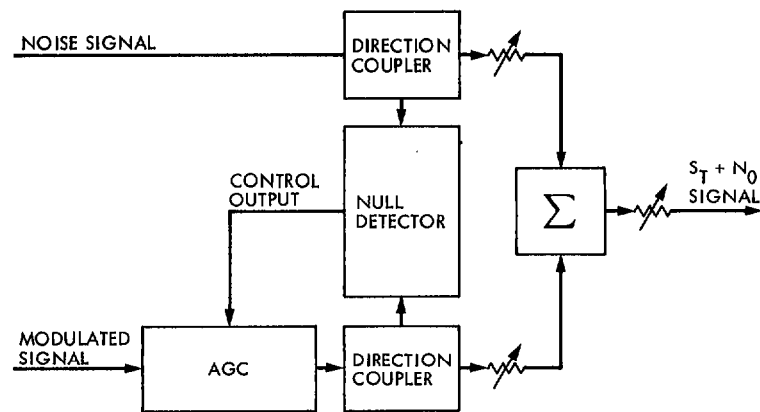 NOISE SIGNAL
DIRECTION
COUPLER
CONTROL
OUTPUT
NULL
DETECTOR
Σ
S_T + N_0
SIGNAL
MODULATED
SIGNAL
AGC
DIRECTION
COUPLER